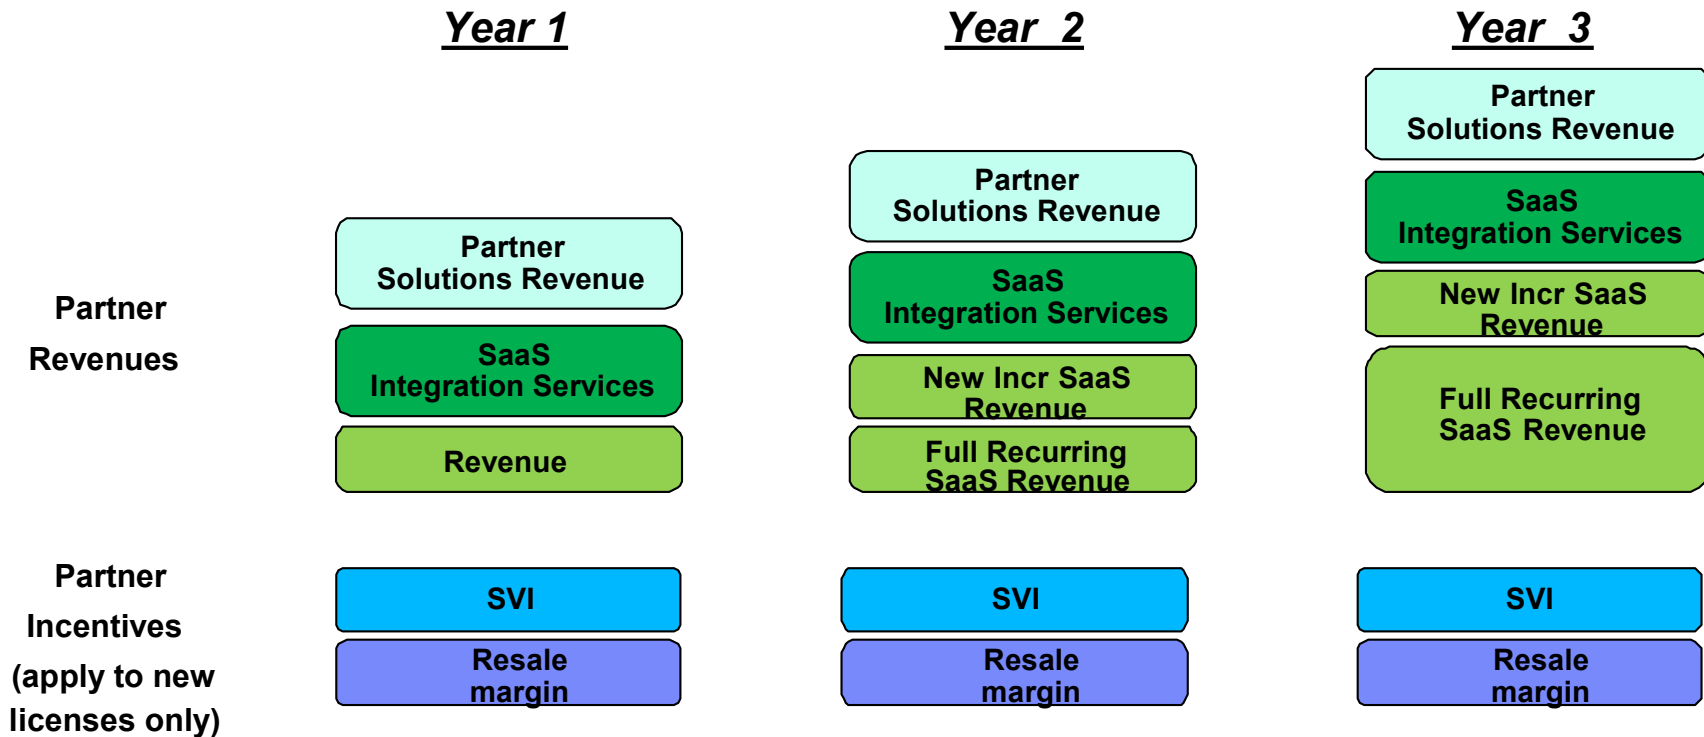 Year 1
Year 2
Year 3
Partner
Revenues
Partner
Solutions Revenue
SaaS
Integration Services
Revenue
Partner
Solutions Revenue
SaaS
Integration Services
New Incr SaaS
Revenue
Full Recurring
SaaS Revenue
Partner
Solutions Revenue
SaaS
Integration Services
New Incr SaaS
Revenue
Full Recurring
SaaS Revenue
Partner
Incentives
(apply to new
licenses only)
SVI
Resale
margin
SVI
Resale
margin
SVI
Resale
margin